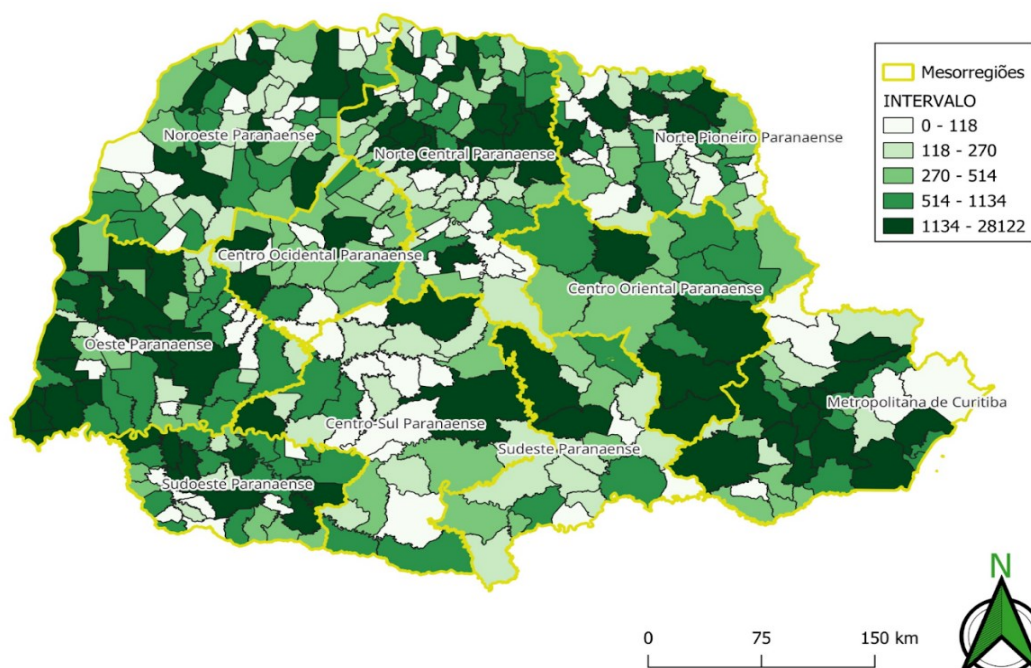 Mesorregiões
INTERVALO
0 - 118
118 - 270
270 - 514
514 - 1134
1134 - 28122
Noroeste Paranaense
Norte Central Paranaense
Norte Pioneiro Paranaense
Centro Ocidental Paranaense
Centro Oriental Paranaense
Oeste Paranaense
Metropolitana de Curitiba
Centro-Sul Paranaense
Sudeste Paranaense
Sudoeste Paranaense
N
0 75 150 km